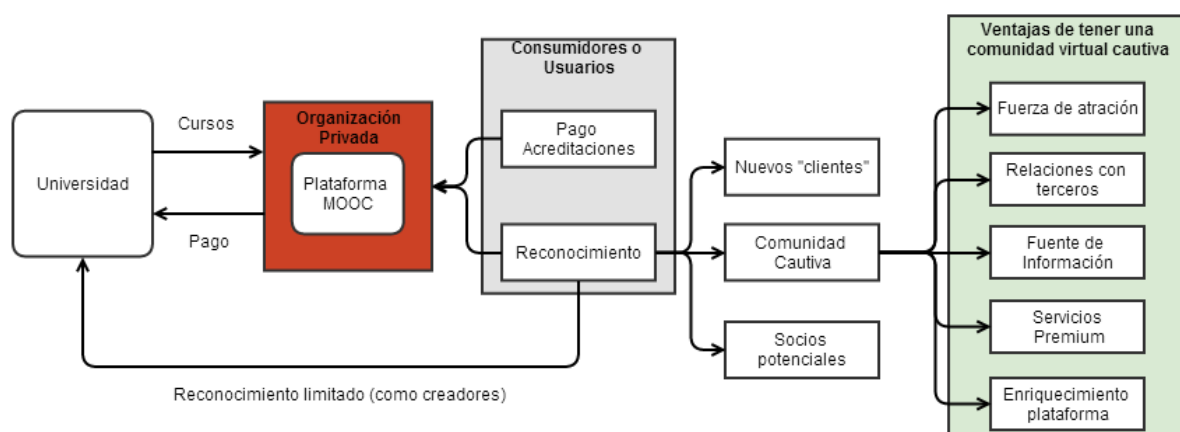 Universidad
Cursos
Pago
Organización
Privada
Plataforma
MOOC
Consumidores o
Usuarios
Pago
Acreditaciones
Reconocimiento
Reconocimiento limitado (como creadores)
Nuevos "clientes"
Comunidad
Cautiva
Socios
potenciales
Ventajas de tener una
comunidad virtual cautiva
Fuerza de atración
Relaciones con
terceros
Fuente de
Información
Servicios
Premium
Enriquecimiento
plataforma